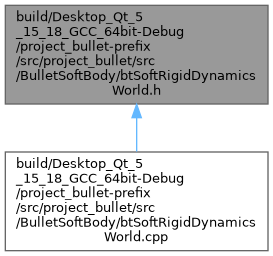 build/Desktop_Qt_5
_15_18_GCC_64bit-Debug
/project_bullet-prefix
/src/project_bullet/src
/BulletSoftBody/btSoftRigidDynamics
World.h
build/Desktop_Qt_5
_15_18_GCC_64bit-Debug
/project_bullet-prefix
/src/project_bullet/src
/BulletSoftBody/btSoftRigidDynamics
World.cpp